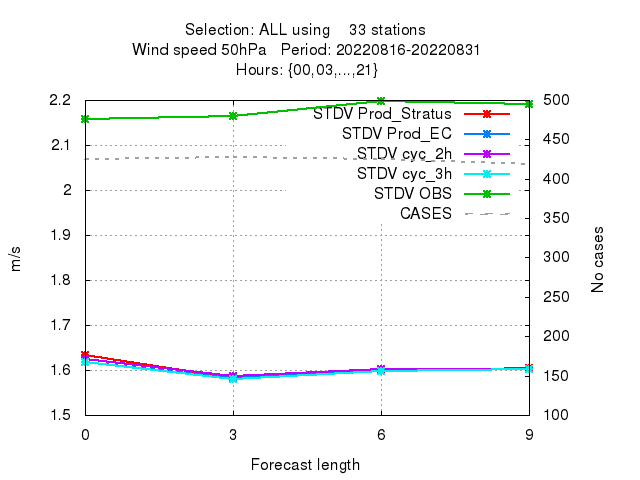 Selection: ALL using    33 stations
Wind speed 50hPa   Period: 20220816-20220831
Hours: {00,03,...,21}
2.2
2.1
2
1.9
1.8
1.7
1.6
1.5
m/s
STDV Prod_Stratus
STDV Prod_EC
STDV cyc_2h
STDV cyc_3h
STDV OBS
CASES
500
450
400
350
300
250
200
150
100
No cases
0 3 6 9
Forecast length